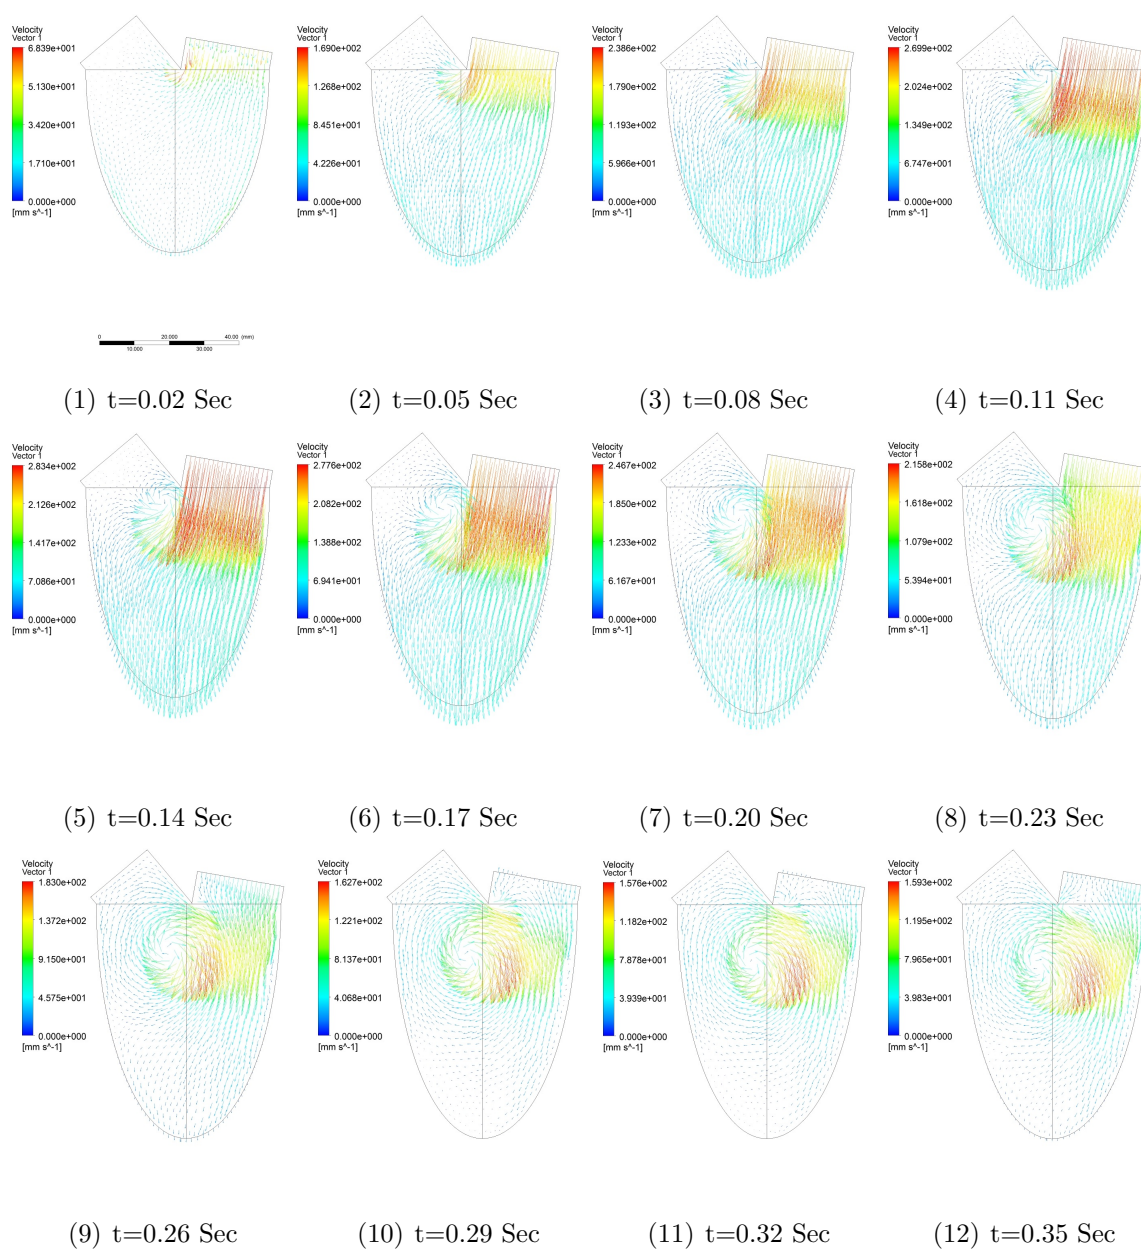 Velocity
Vector 1
6.839e+001
5.130e+001
3.420e+001
1.710e+001
0.000e+000
[mm s^-1]
0 20.000 40.00 (mm)
10.000 30.000
(1) t=0.02 Sec
Velocity
Vector 1
1.690e+002
1.268e+002
8.451e+001
4.226e+001
0.000e+000
[mm s^-1]
(2) t=0.05 Sec
Velocity
Vector 1
2.386e+002
1.790e+002
1.193e+002
5.966e+001
0.000e+000
[mm s^-1]
(3) t=0.08 Sec
Velocity
Vector 1
2.699e+002
2.024e+002
1.349e+002
6.747e+001
0.000e+000
[mm s^-1]
(4) t=0.11 Sec
Velocity
Vector 1
2.834e+002
2.126e+002
1.417e+002
7.086e+001
0.000e+000
[mm s^-1]
(5) t=0.14 Sec
Velocity
Vector 1
2.776e+002
2.082e+002
1.388e+002
6.941e+001
0.000e+000
[mm s^-1]
(6) t=0.17 Sec
Velocity
Vector 1
2.467e+002
1.850e+002
1.233e+002
6.167e+001
0.000e+000
[mm s^-1]
(7) t=0.20 Sec
Velocity
Vector 1
2.158e+002
1.618e+002
1.079e+002
5.394e+001
0.000e+000
[mm s^-1]
(8) t=0.23 Sec
Velocity
Vector 1
1.830e+002
1.372e+002
9.150e+001
4.575e+001
0.000e+000
[mm s^-1]
(9) t=0.26 Sec
Velocity
Vector 1
1.627e+002
1.221e+002
8.137e+001
4.068e+001
0.000e+000
[mm s^-1]
(10) t=0.29 Sec
Velocity
Vector 1
1.576e+002
1.182e+002
7.878e+001
3.939e+001
0.000e+000
[mm s^-1]
(11) t=0.32 Sec
Velocity
Vector 1
1.593e+002
1.195e+002
7.965e+001
3.983e+001
0.000e+000
[mm s^-1]
(12) t=0.35 Sec